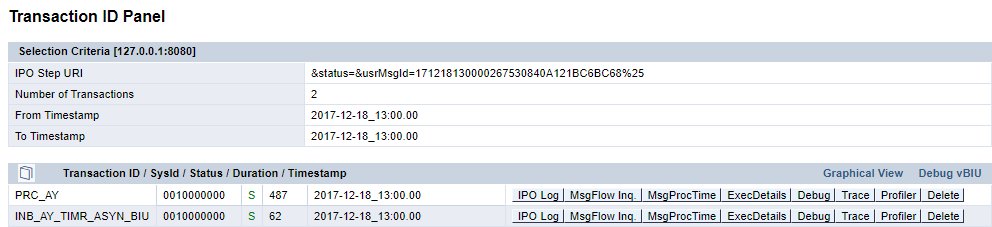 Transaction ID Panel
Selection Criteria [127.0.0.1:8080]
IPO Step URI &status=&usrMsgId=171218130000267530840A121BC6BC68%25
Number of Transactions 2
From Timestamp 2017-12-18_13:00.00
To Timestamp 2017-12-18_13:00.00
Transaction ID / SysId / Status / Duration / Timestamp Graphical View Debug vBIU
PRC_AY 0010000000 S 487 2017-12-18_13:00.00 IPO Log MsgFlow Inq. MsgProcTime ExecDetails Debug Trace Profiler Delete
INB_AY_TIMR_ASYN_BIU 0010000000 S 62 2017-12-18_13:00.00 IPO Log MsgFlow Inq. MsgProcTime ExecDetails Debug Trace Profiler Delete